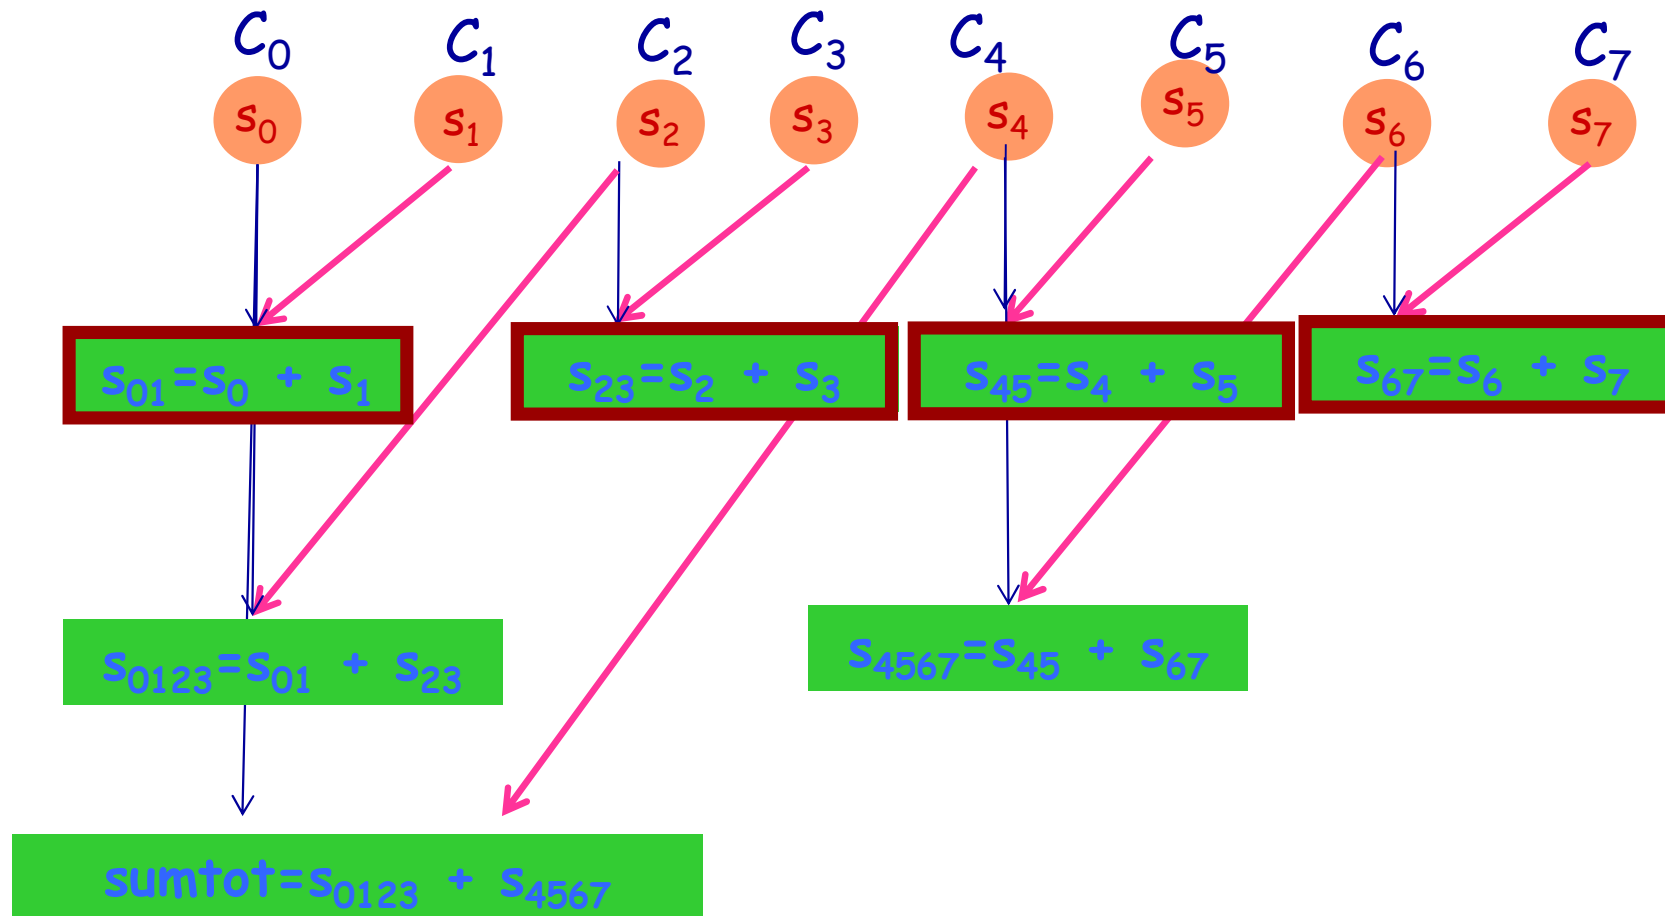 C₀ C₁ C₂ C₃ C₄ C₅ C₆ C₇
s₀ s₁ s₂ s₃ s₄ s₅ s₆ s₇
s₀₁=s₀ + s₁ s₂₃=s₂ + s₃ s₄₅=s₄ + s₅ s₆₇=s₆ + s₇
s₀₁₂₃=s₀₁ + s₂₃ s₄₅₆₇=s₄₅ + s₆₇
sumtot=s₀₁₂₃ + s₄₅₆₇